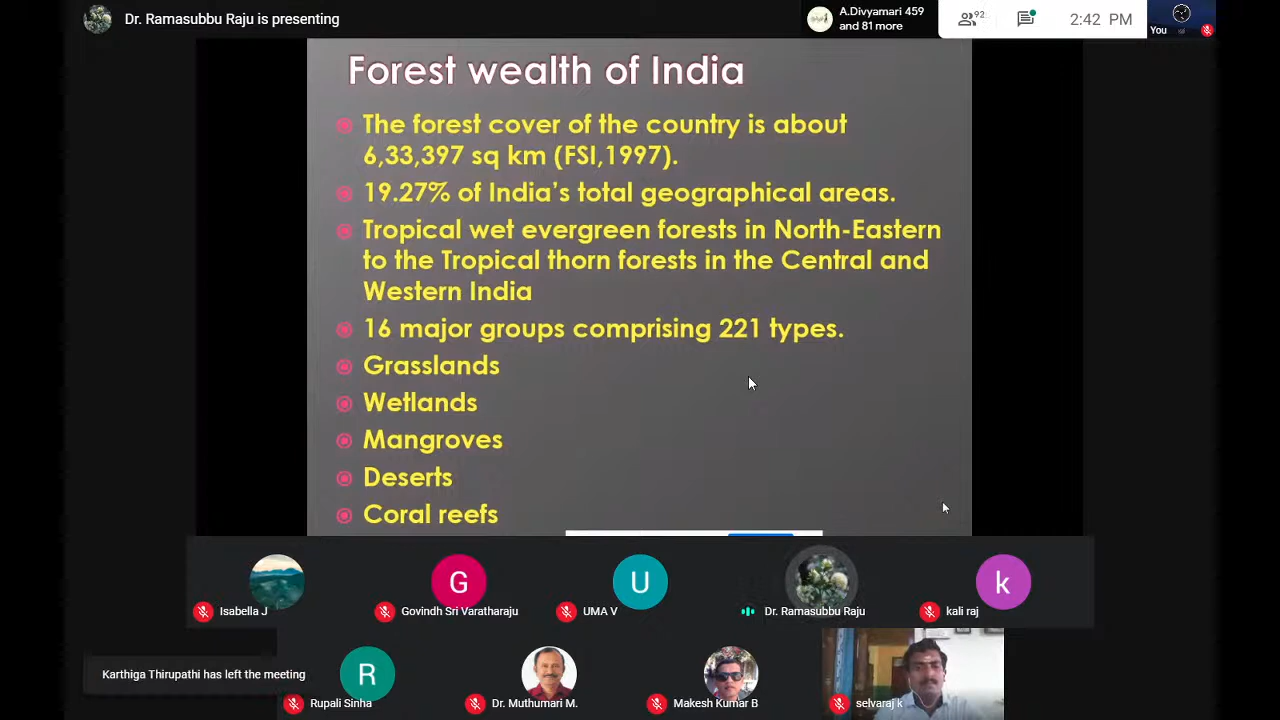 Dr. Ramasubbu Raju is presenting
A.Divyamari 459
and 81 more
92
2:42 PM
You
Forest wealth of India
The forest cover of the country is about
6,33,397 sq km (FSI,1997).
19.27% of India's total geographical areas.
Tropical wet evergreen forests in North-Eastern
to the Tropical thorn forests in the Central and
Western India
16 major groups comprising 221 types.
Grasslands
Wetlands
Mangroves
Deserts
Coral reefs
Isabella J
G
Govindh Sri Varatharaju
U
UMA V
Dr. Ramasubbu Raju
k
kali raj
Karthiga Thirupathi has left the meeting
R
Rupali Sinha
Dr. Muthumari M.
Makesh Kumar B
selvaraj k